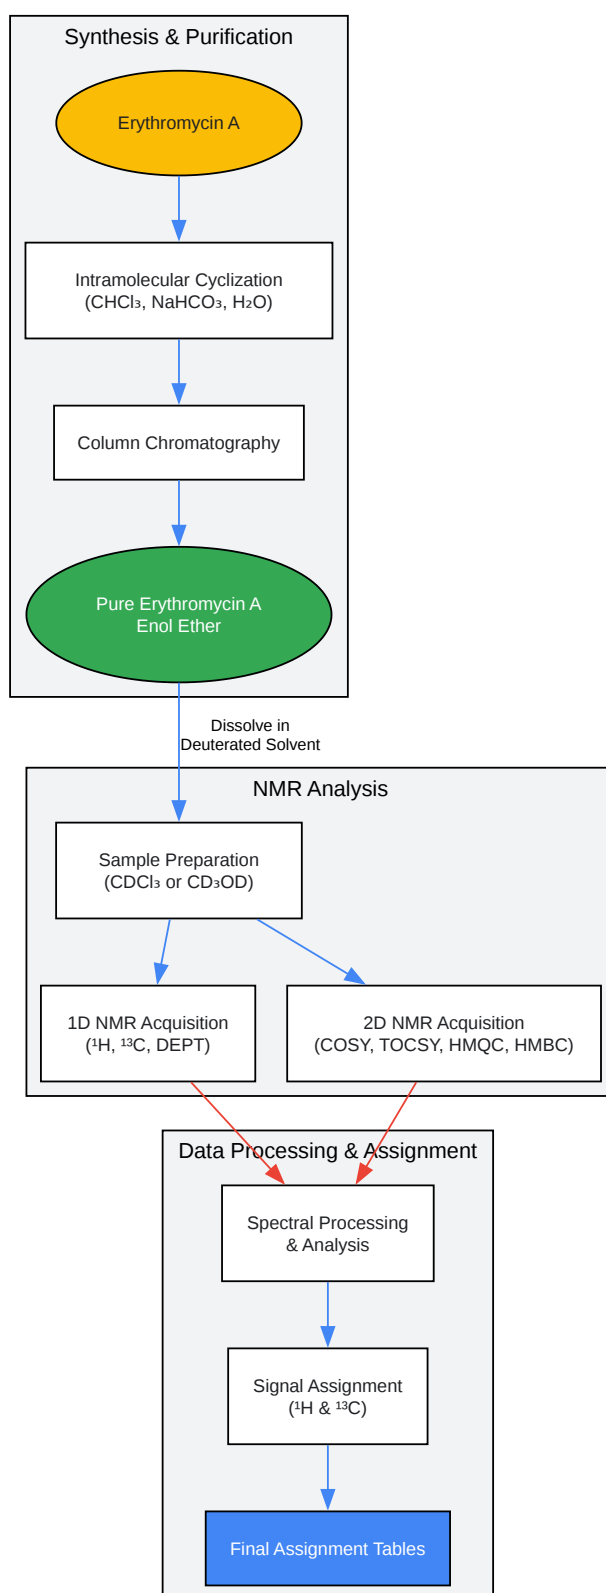 Synthesis & Purification
Erythromycin A
Intramolecular Cyclization
(CHCl₃, NaHCO₃, H₂O)
Column Chromatography
Pure Erythromycin A
Enol Ether
Dissolve in
Deuterated Solvent
NMR Analysis
Sample Preparation
(CDCl₃ or CD₃OD)
1D NMR Acquisition
(¹H, ¹³C, DEPT)
2D NMR Acquisition
(COSY, TOCSY, HMQC, HMBC)
Data Processing & Assignment
Spectral Processing
& Analysis
Signal Assignment
(¹H & ¹³C)
Final Assignment Tables